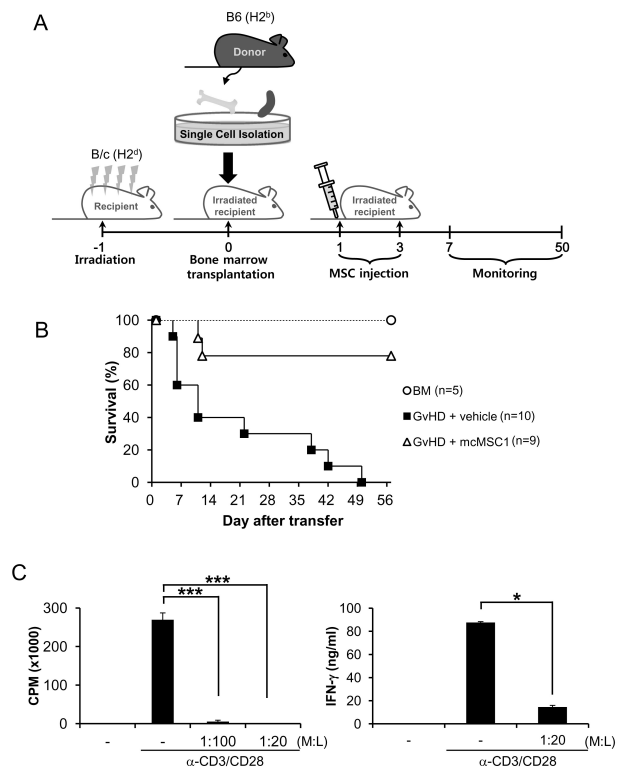 A
B6 (H2ᵇ)
Donor
Single Cell Isolation
B/c (H2ᵈ)
Recipient
Irradiated
recipient
Irradiated
recipient
-1 0 1 3 7 50
Irradiation
Bone marrow
transplantation
MSC injection
Monitoring
B
Survival (%)
100
80
60
40
20
0
0 7 14 21 28 35 42 49 56
Day after transfer
BM (n=5)
GvHD + vehicle (n=10)
GvHD + mcMSC1 (n=9)
C
CPM (x1000)
300
200
100
0
***
***
- - 1:100 1:20 (M:L)
α-CD3/CD28
IFN-γ (ng/ml)
100
80
60
40
20
0
*
- - 1:20 (M:L)
α-CD3/CD28